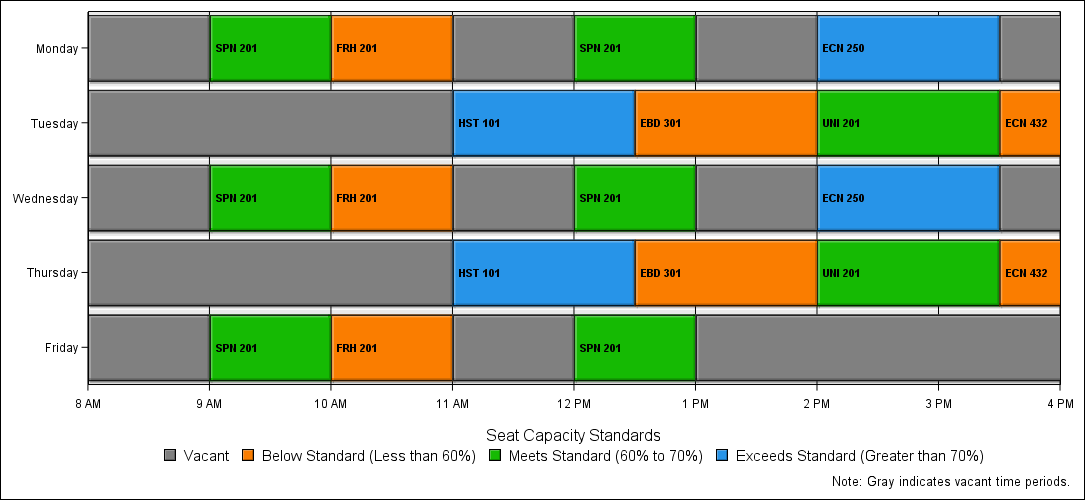 Monday SPN 201 FRH 201 SPN 201 ECN 250
Tuesday HST 101 EBD 301 UNI 201 ECN 432
Wednesday SPN 201 FRH 201 SPN 201 ECN 250
Thursday HST 101 EBD 301 UNI 201 ECN 432
Friday SPN 201 FRH 201 SPN 201
8 AM 9 AM 10 AM 11 AM 12 PM 1 PM 2 PM 3 PM 4 PM
Seat Capacity Standards
Vacant Below Standard (Less than 60%) Meets Standard (60% to 70%) Exceeds Standard (Greater than 70%)
Note: Gray indicates vacant time periods.